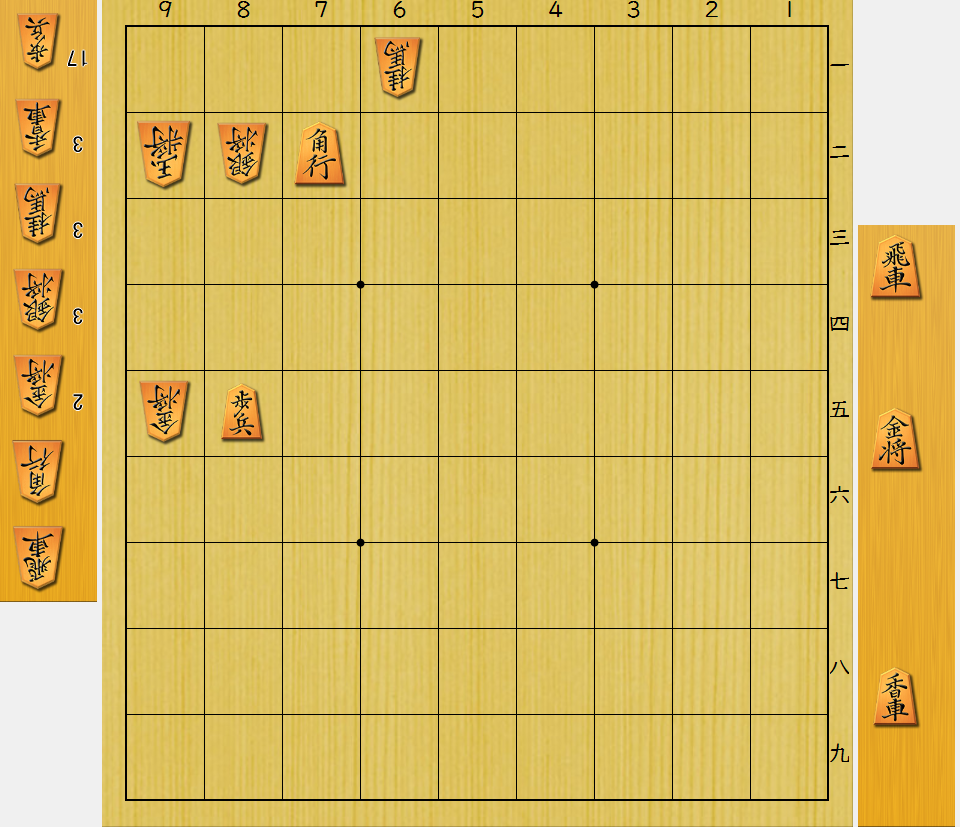 9 8 7 6 5 4 3 2 1
一
二
三
四
五
六
七
八
九
桂馬
王将 銀将 角行
金将 歩兵
歩兵 17
香車 3
桂馬 3
銀将 3
金将 2
角行
飛車
飛車
金将
香車